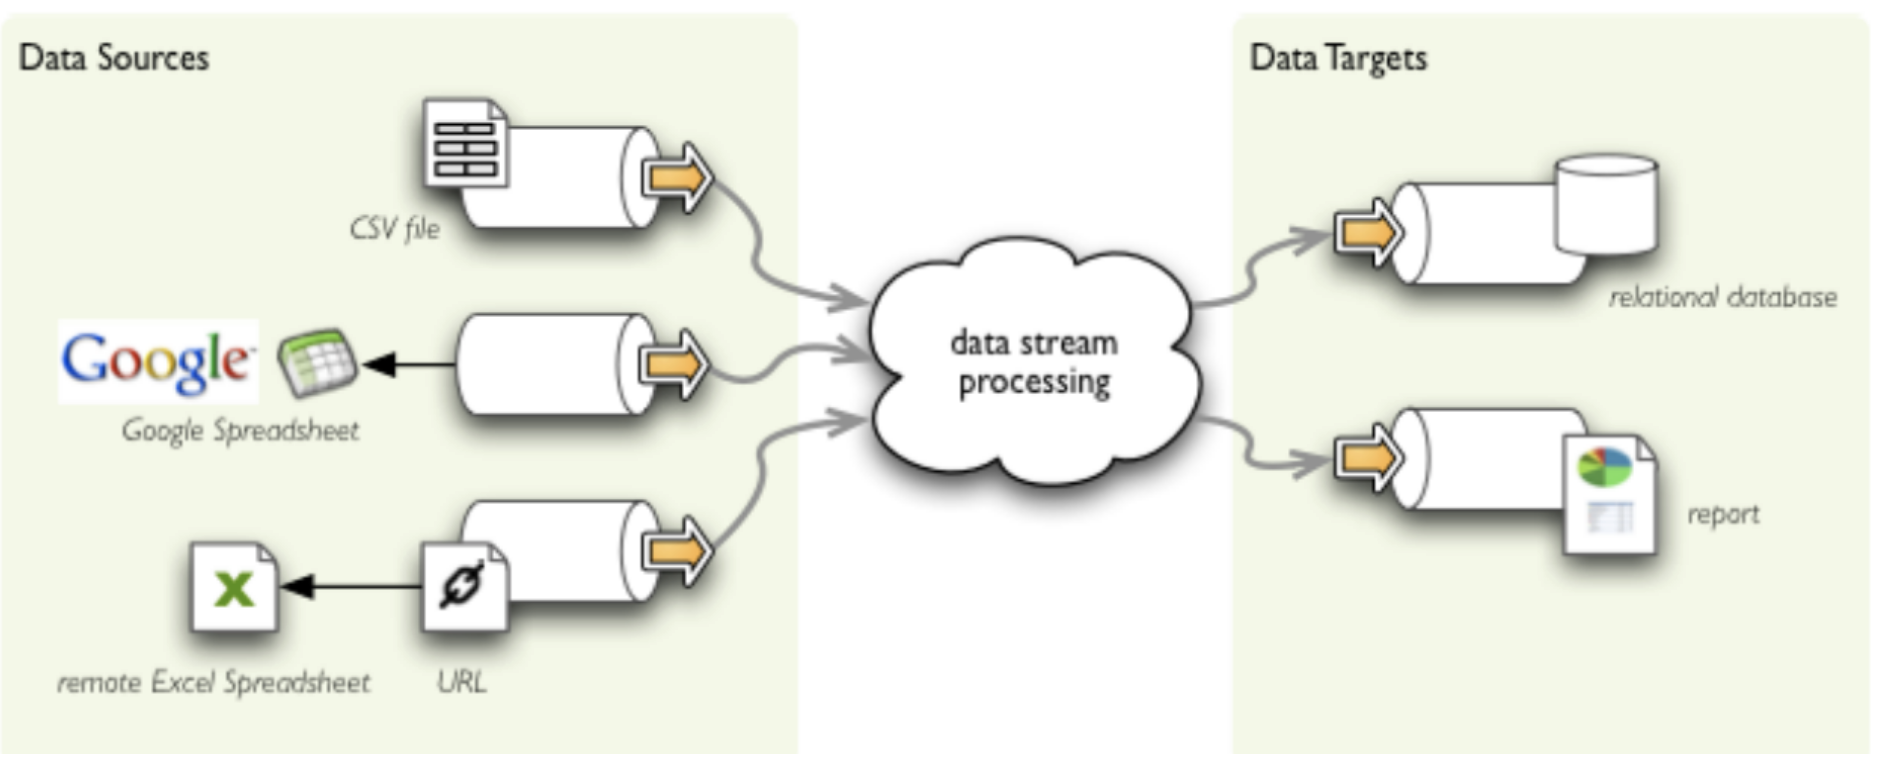 Data Sources
Data Targets
CSV file
relational database
Google
Google Spreadsheet
data stream
processing
report
X
remote Excel Spreadsheet
URL